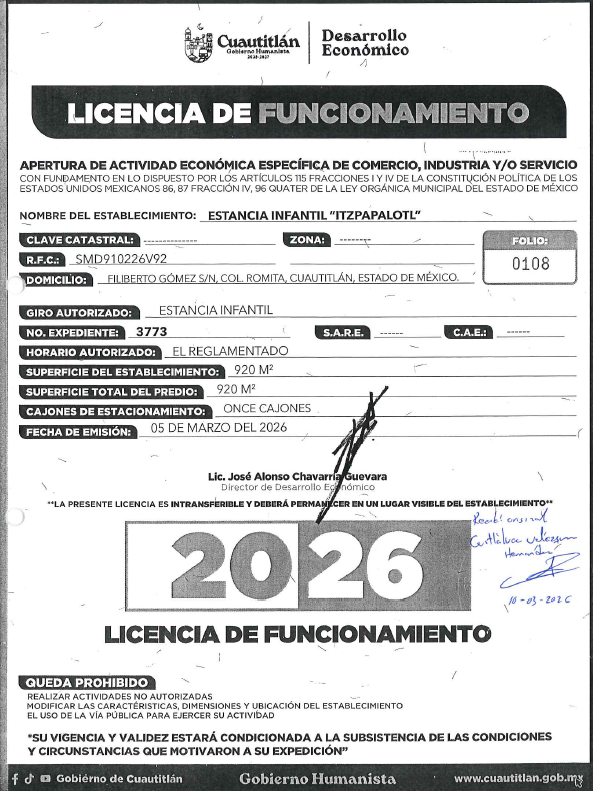 Cuautitlán
Gobierno Humanista
2025-2027
Desarrollo
Económico
LICENCIA DE FUNCIONAMIENTO
APERTURA DE ACTIVIDAD ECONÓMICA ESPECÍFICA DE COMERCIO, INDUSTRIA Y/O SERVICIO
CON FUNDAMENTO EN LO DISPUESTO POR LOS ARTÍCULOS 115 FRACCIONES I Y IV DE LA CONSTITUCIÓN POLÍTICA DE LOS
ESTADOS UNIDOS MEXICANOS 86, 87 FRACCIÓN IV, 96 QUATER DE LA LEY ORGÁNICA MUNICIPAL DEL ESTADO DE MÉXICO
NOMBRE DEL ESTABLECIMIENTO: ESTANCIA INFANTIL "ITZPAPALOTL"
CLAVE CATASTRAL: -------------- ZONA: --------
FOLIO:
0108
R.F.C.: SMD910226V92
DOMICILIO: FILIBERTO GÓMEZ S/N, COL. ROMITA, CUAUTITLÁN, ESTADO DE MÉXICO.
GIRO AUTORIZADO: ESTANCIA INFANTIL
NO. EXPEDIENTE: 3773 S.A.R.E. ------ C.A.E.: ------
HORARIO AUTORIZADO: EL REGLAMENTADO
SUPERFICIE DEL ESTABLECIMIENTO: 920 M²
SUPERFICIE TOTAL DEL PREDIO: 920 M²
CAJONES DE ESTACIONAMIENTO: ONCE CAJONES
FECHA DE EMISIÓN: 05 DE MARZO DEL 2026
Lic. José Alonso Chavarría Guevara
Director de Desarrollo Económico
**LA PRESENTE LICENCIA ES INTRANSFERIBLE Y DEBERÁ PERMANECER EN UN LUGAR VISIBLE DEL ESTABLECIMIENTO**
2026
Recibí original
Hernández
10-03-2026
LICENCIA DE FUNCIONAMIENTO
QUEDA PROHIBIDO
REALIZAR ACTIVIDADES NO AUTORIZADAS
MODIFICAR LAS CARACTERÍSTICAS, DIMENSIONES Y UBICACIÓN DEL ESTABLECIMIENTO
EL USO DE LA VÍA PÚBLICA PARA EJERCER SU ACTIVIDAD
"SU VIGENCIA Y VALIDEZ ESTARÁ CONDICIONADA A LA SUBSISTENCIA DE LAS CONDICIONES
Y CIRCUNSTANCIAS QUE MOTIVARON A SU EXPEDICIÓN"
Gobierno de Cuautitlán
Gobierno Humanista
www.cuautitlan.gob.mx